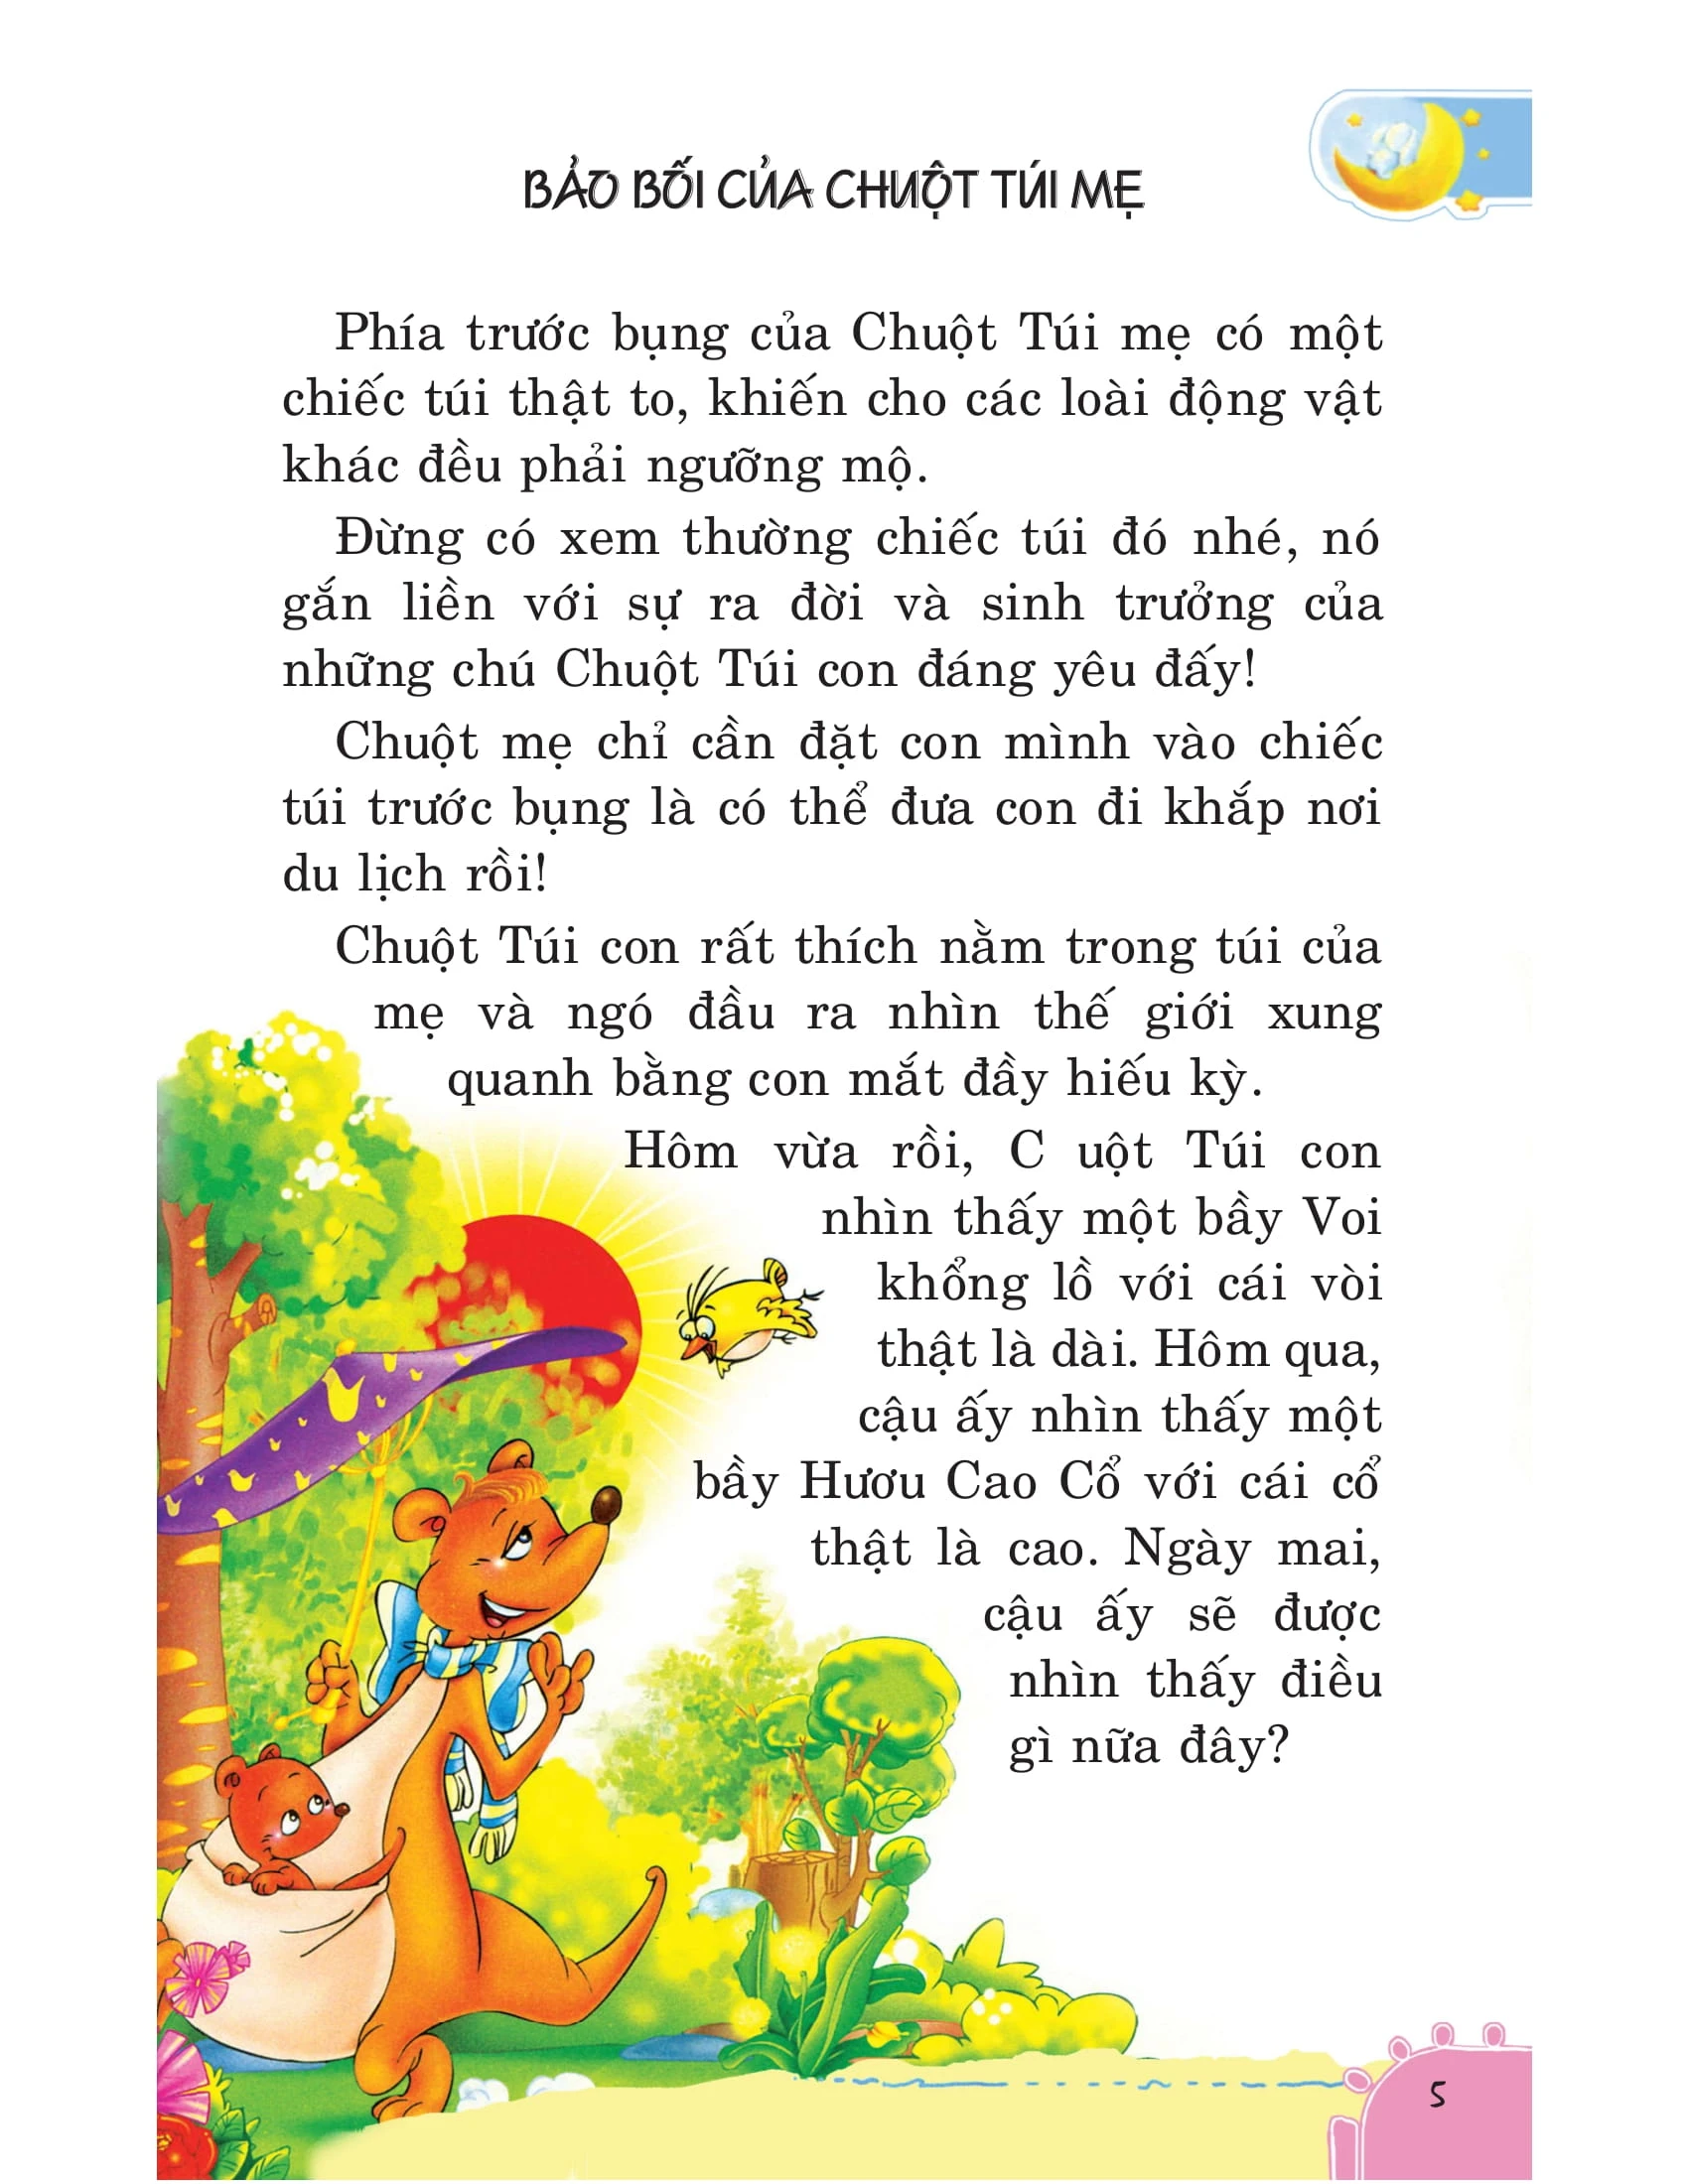 BẢO BỐI CỦA CHUỘT TÚI MẸ
Phía trước bụng của Chuột Túi mẹ có một
chiếc túi thật to, khiến cho các loài động vật
khác đều phải ngưỡng mộ.
Đừng có xem thường chiếc túi đó nhé, nó
gắn liền với sự ra đời và sinh trưởng của
những chú Chuột Túi con đáng yêu đấy!
Chuột mẹ chỉ cần đặt con mình vào chiếc
túi trước bụng là có thể đưa con đi khắp nơi
du lịch rồi!
Chuột Túi con rất thích nằm trong túi của
mẹ và ngó đầu ra nhìn thế giới xung
quanh bằng con mắt đầy hiếu kỳ.
Hôm vừa rồi, C uột Túi con
nhìn thấy một bầy Voi
khổng lồ với cái vòi
thật là dài. Hôm qua,
cậu ấy nhìn thấy một
bầy Hươu Cao Cổ với cái cổ
thật là cao. Ngày mai,
cậu ấy sẽ được
nhìn thấy điều
gì nữa đây?
5